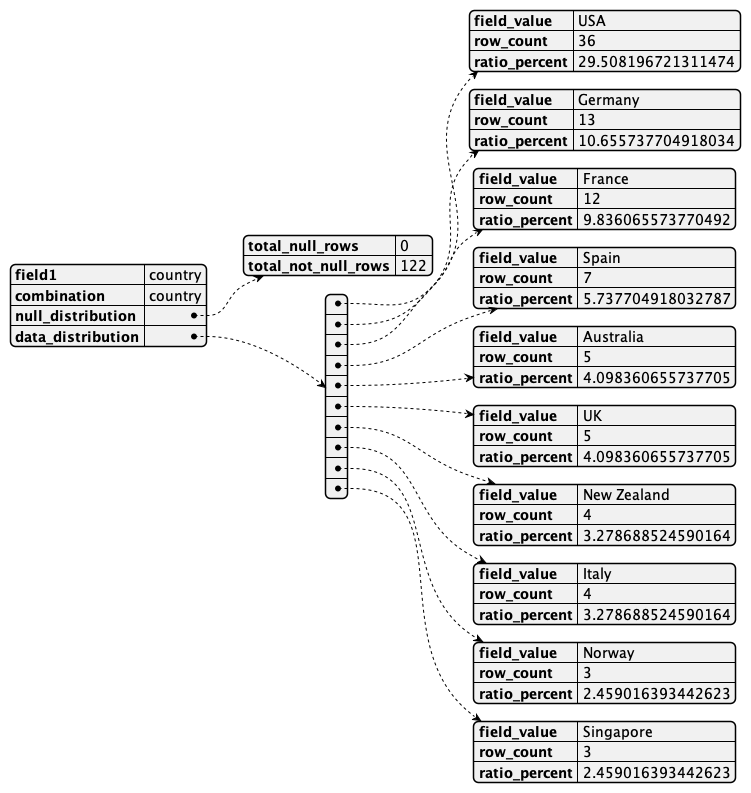 field1 country
combination country
null_distribution
data_distribution
total_null_rows 0
total_not_null_rows 122
field_value USA
row_count 36
ratio_percent 29.508196721311474
field_value Germany
row_count 13
ratio_percent 10.655737704918034
field_value France
row_count 12
ratio_percent 9.836065573770492
field_value Spain
row_count 7
ratio_percent 5.737704918032787
field_value Australia
row_count 5
ratio_percent 4.098360655737705
field_value UK
row_count 5
ratio_percent 4.098360655737705
field_value New Zealand
row_count 4
ratio_percent 3.278688524590164
field_value Italy
row_count 4
ratio_percent 3.278688524590164
field_value Norway
row_count 3
ratio_percent 2.459016393442623
field_value Singapore
row_count 3
ratio_percent 2.459016393442623